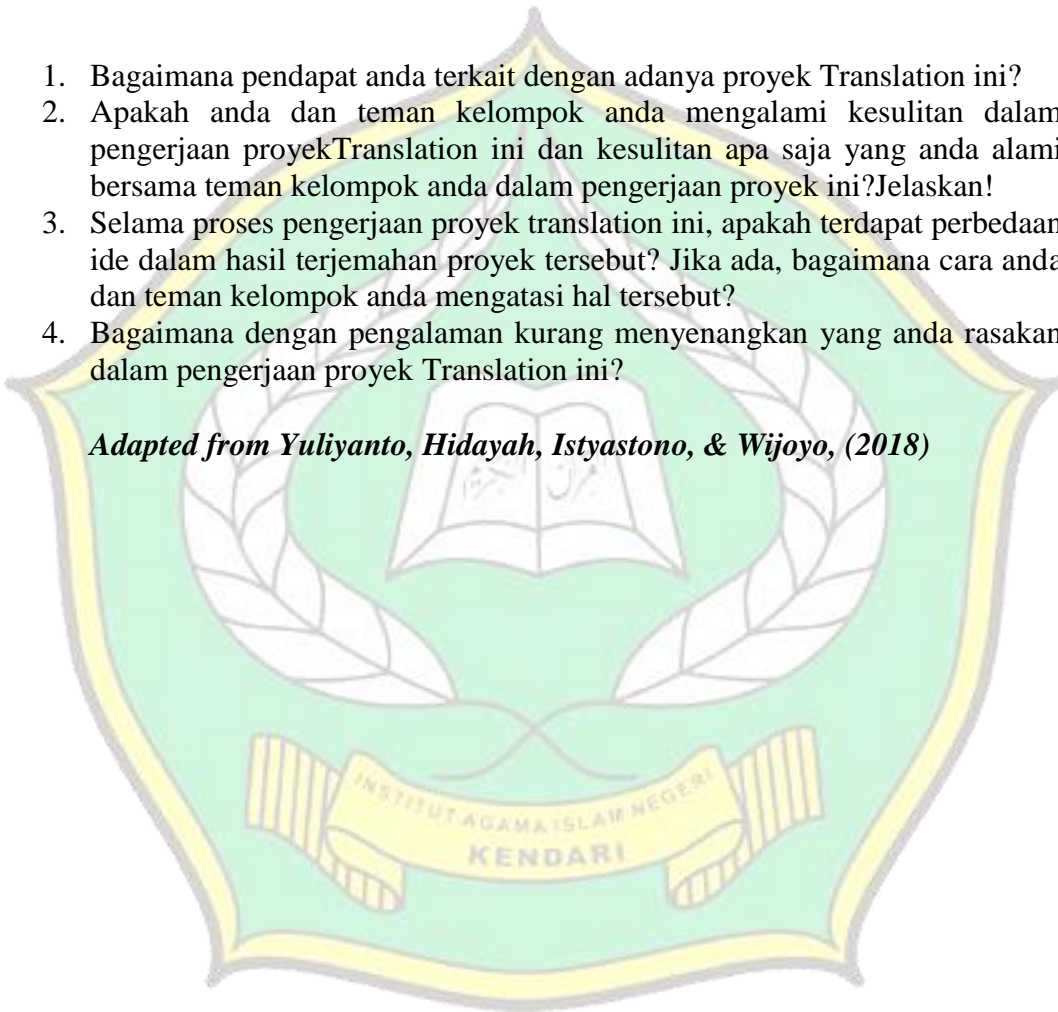 1. Bagaimana pendapat anda terkait dengan adanya proyek Translation ini?
2. Apakah anda dan teman kelompok anda mengalami kesulitan dalam
pengerjaan proyekTranslation ini dan kesulitan apa saja yang anda alami
bersama teman kelompok anda dalam pengerjaan proyek ini?Jelaskan!
3. Selama proses pengerjaan proyek translation ini, apakah terdapat perbedaan
ide dalam hasil terjemahan proyek tersebut? Jika ada, bagaimana cara anda
dan teman kelompok anda mengatasi hal tersebut?
4. Bagaimana dengan pengalaman kurang menyenangkan yang anda rasakan
dalam pengerjaan proyek Translation ini?
Adapted from Yuliyanto, Hidayah, Istyastono, & Wijoyo, (2018)
INSTITUT AGAMA ISLAM NEGERI
KENDARI